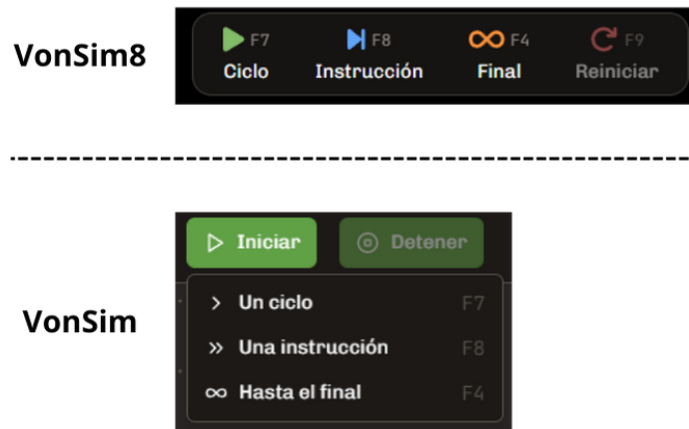 VonSim8
F7 F8 F4 F9
Ciclo Instrucción Final Reiniciar
Iniciar Detener
VonSim
Un ciclo F7
Una instrucción F8
Hasta el final F4